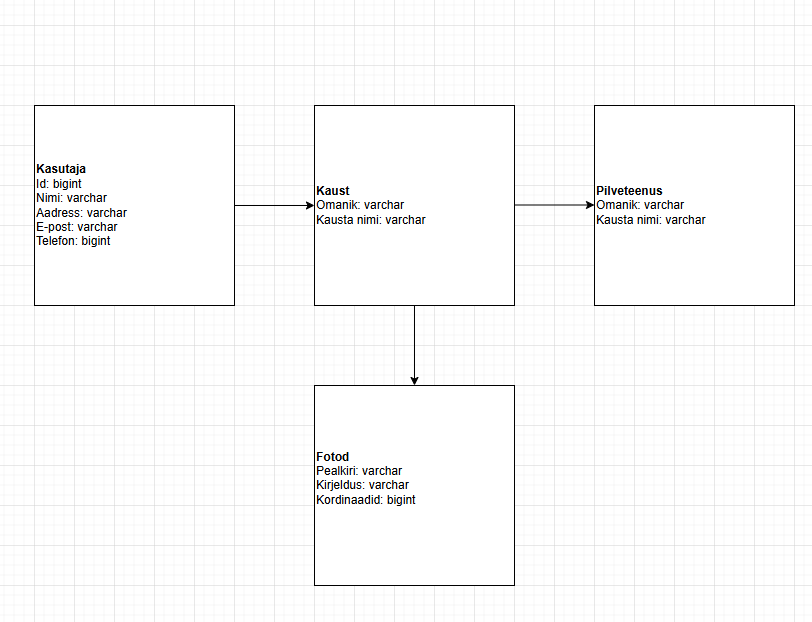 Kasutaja
Id: bigint
Nimi: varchar
Aadress: varchar
E-post: varchar
Telefon: bigint
Kaust
Omanik: varchar
Kausta nimi: varchar
Pilveteenus
Omanik: varchar
Kausta nimi: varchar
Fotod
Pealkiri: varchar
Kirjeldus: varchar
Kordinaadid: bigint